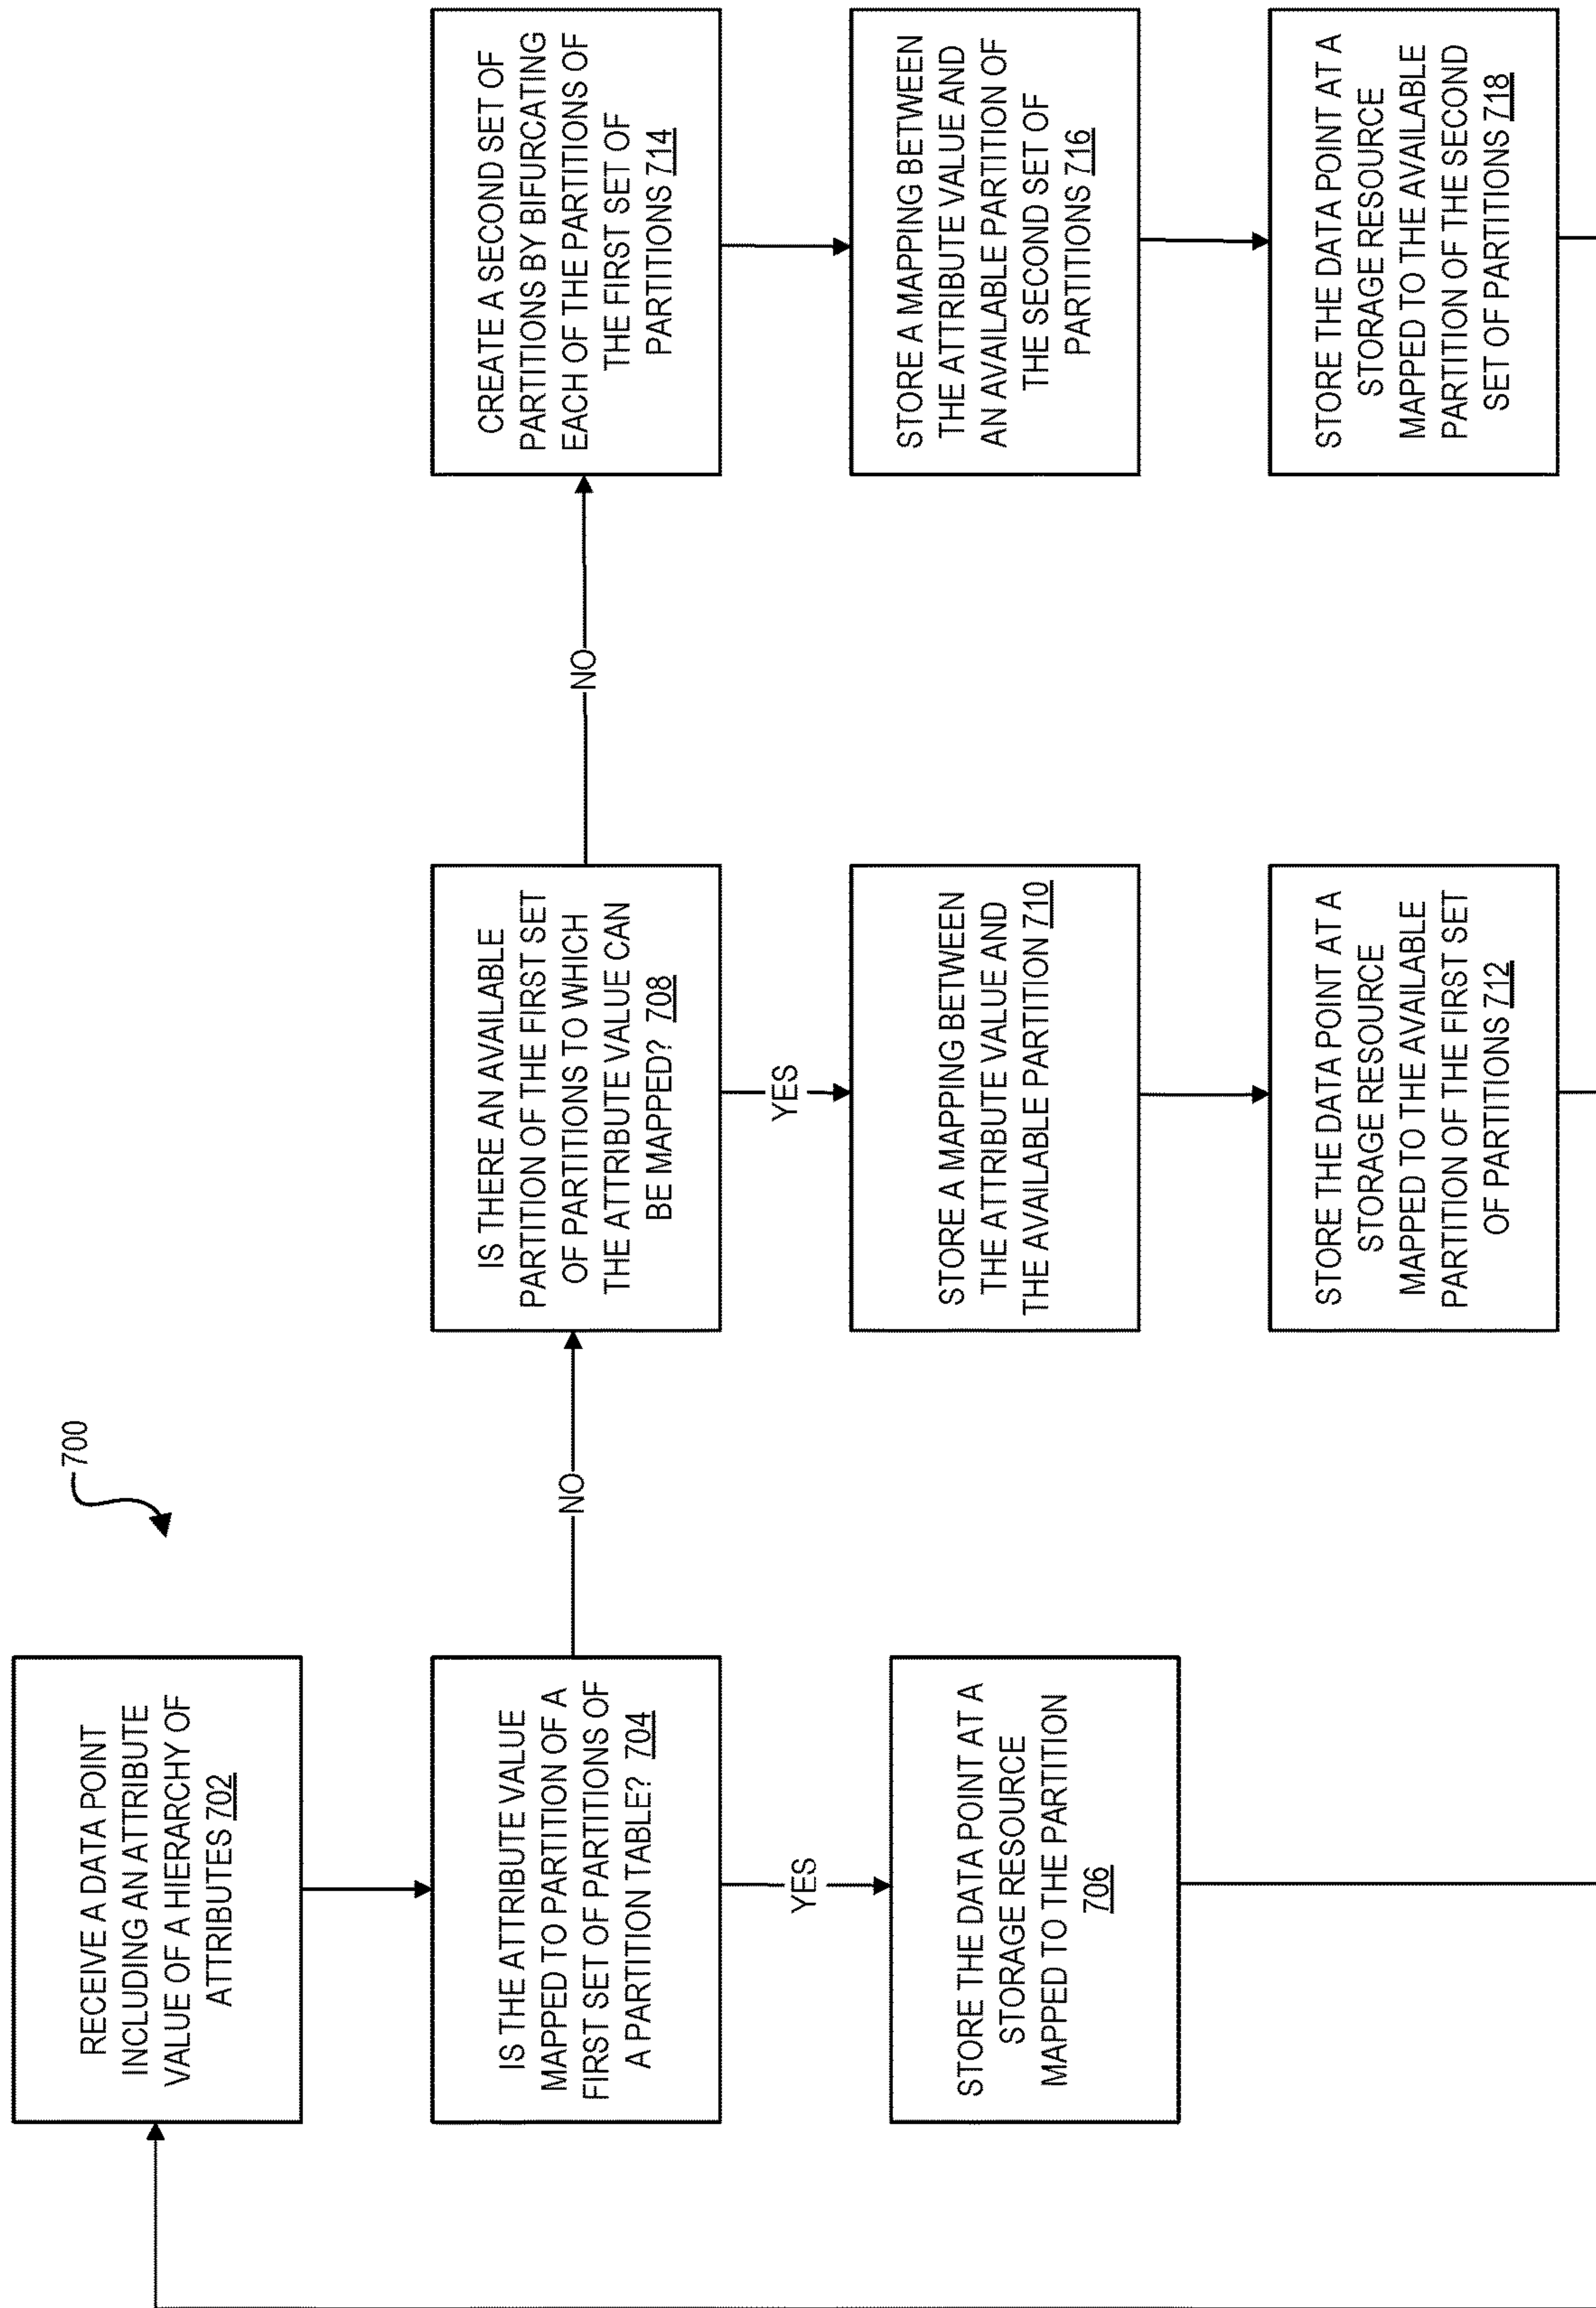 700
RECEIVE A DATA POINT
INCLUDING AN ATTRIBUTE
VALUE OF A HIERARCHY OF
ATTRIBUTES 702
IS THE ATTRIBUTE VALUE
MAPPED TO PARTITION OF A
FIRST SET OF PARTITIONS OF
A PARTITION TABLE? 704
YES
NO
STORE THE DATA POINT AT A
STORAGE RESOURCE
MAPPED TO THE PARTITION
706
IS THERE AN AVAILABLE
PARTITION OF THE FIRST SET
OF PARTITIONS TO WHICH
THE ATTRIBUTE VALUE CAN
BE MAPPED? 708
YES
NO
STORE A MAPPING BETWEEN
THE ATTRIBUTE VALUE AND
THE AVAILABLE PARTITION 710
STORE THE DATA POINT AT A
STORAGE RESOURCE
MAPPED TO THE AVAILABLE
PARTITION OF THE FIRST SET
OF PARTITIONS 712
CREATE A SECOND SET OF
PARTITIONS BY BIFURCATING
EACH OF THE PARTITIONS OF
THE FIRST SET OF
PARTITIONS 714
STORE A MAPPING BETWEEN
THE ATTRIBUTE VALUE AND
AN AVAILABLE PARTITION OF
THE SECOND SET OF
PARTITIONS 716
STORE THE DATA POINT AT A
STORAGE RESOURCE
MAPPED TO THE AVAILABLE
PARTITION OF THE SECOND
SET OF PARTITIONS 718